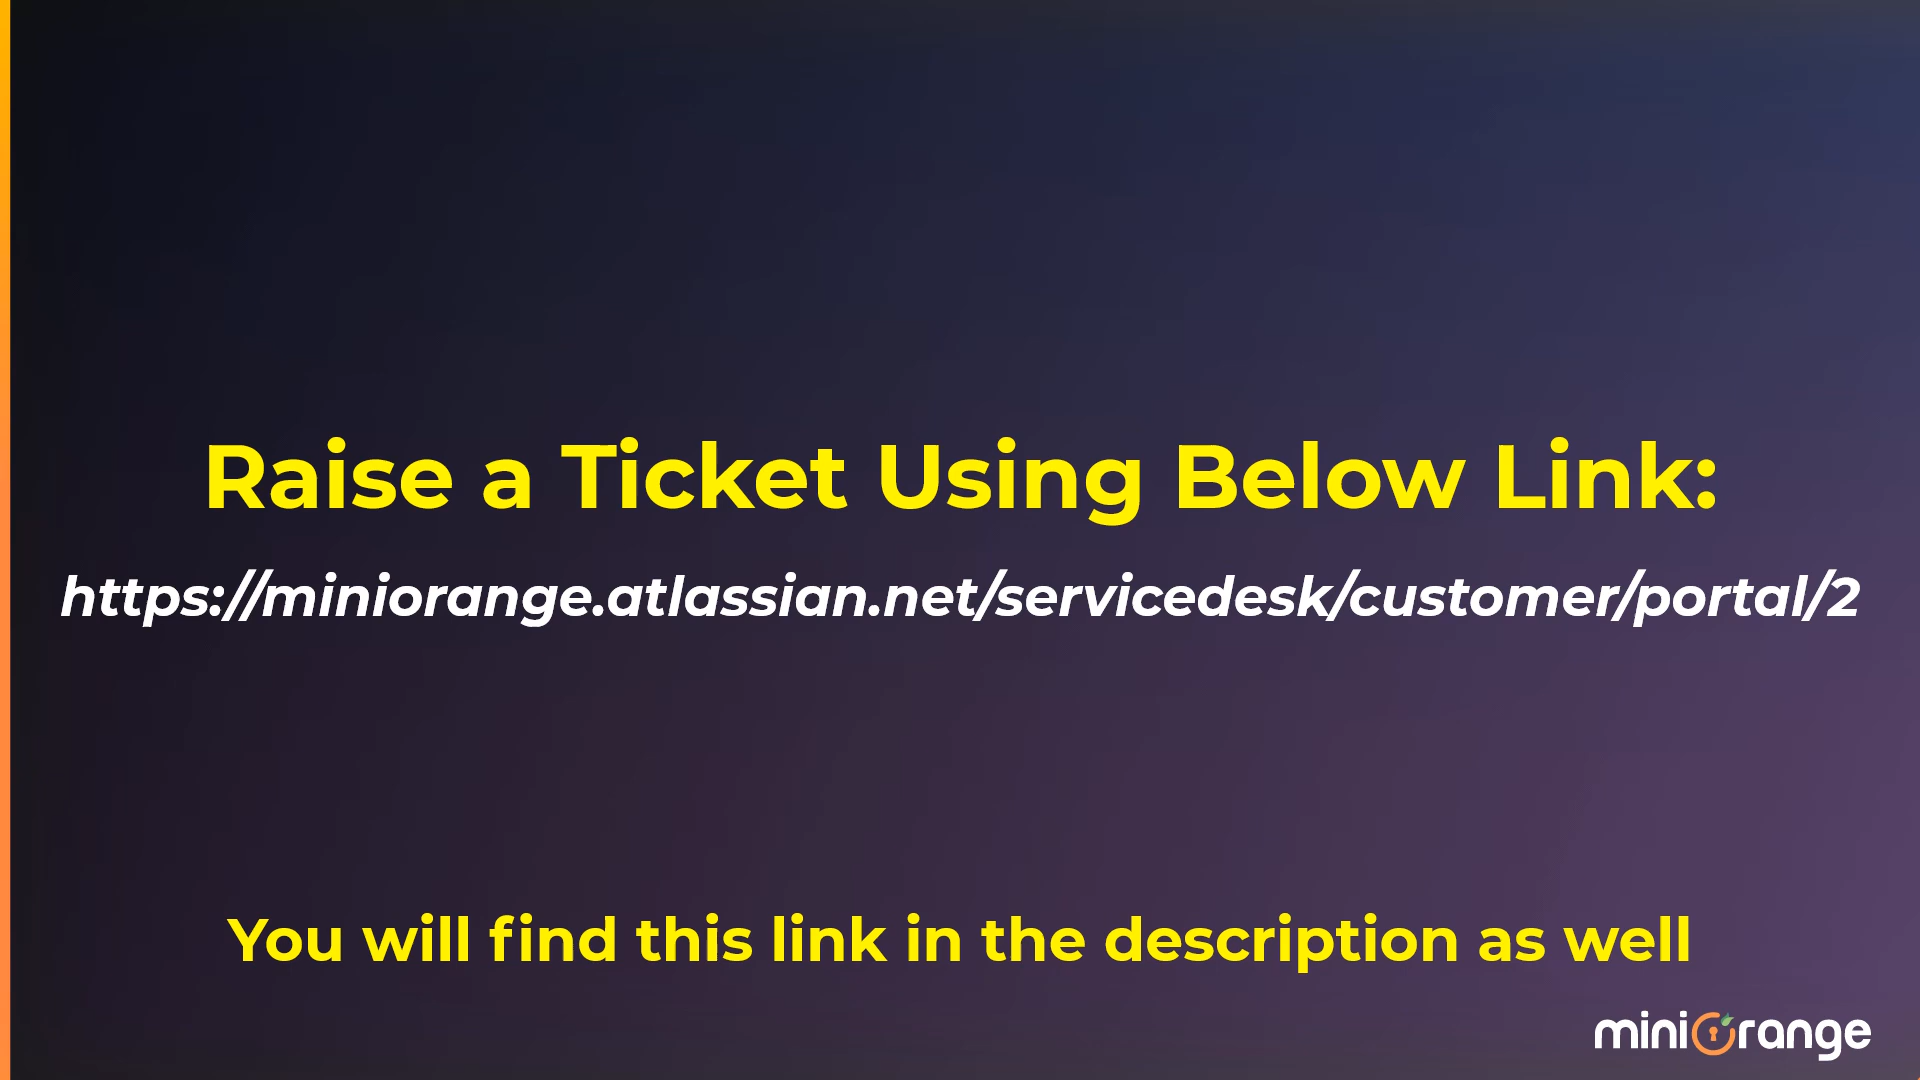 Raise a Ticket Using Below Link:
https://miniorange.atlassian.net/servicedesk/customer/portal/2
You will find this link in the description as well
miniOrange